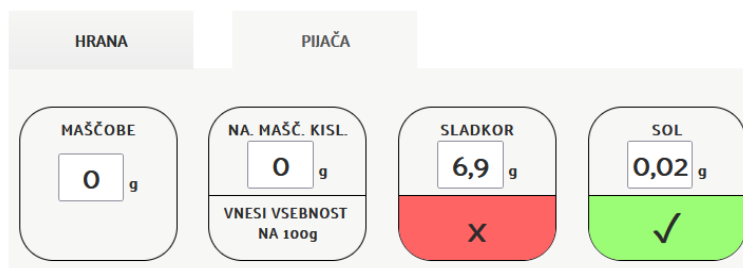 HRANA
PIJAČA
MAŠČOBE
0 g
NA. MAŠČ. KISL.
0 g
VNESI VSEBNOST
NA 100g
SLADKOR
6,9 g
x
SOL
0,02 g
✓